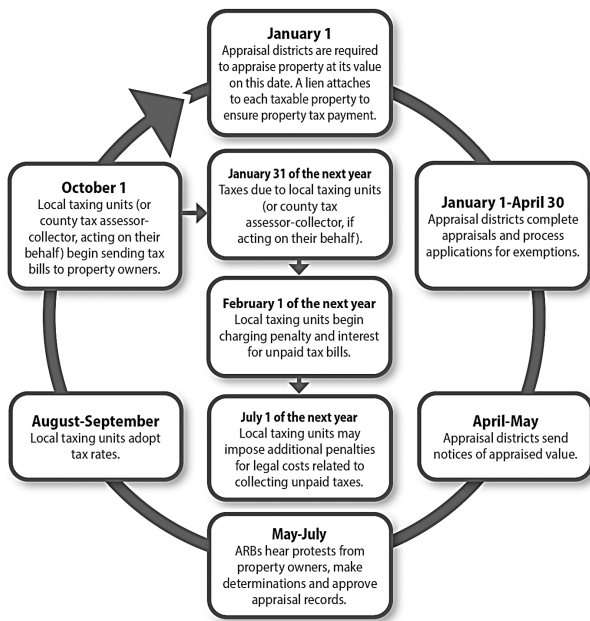 January 1
Appraisal districts are required
to appraise property at its value
on this date. A lien attaches
to each taxable property to
ensure property tax payment.
January 1-April 30
Appraisal districts complete
appraisals and process
applications for exemptions.
April-May
Appraisal districts send
notices of appraised value.
May-July
ARBs hear protests from
property owners, make
determinations and approve
appraisal records.
August-September
Local taxing units adopt
tax rates.
October 1
Local taxing units (or
county tax assessor-
collector, acting on their
behalf) begin sending tax
bills to property owners.
January 31 of the next year
Taxes due to local taxing units
(or county tax
assessor-collector, if
acting on their behalf).
February 1 of the next year
Local taxing units begin
charging penalty and interest
for unpaid tax bills.
July 1 of the next year
Local taxing units may
impose additional penalties
for legal costs related to
collecting unpaid taxes.